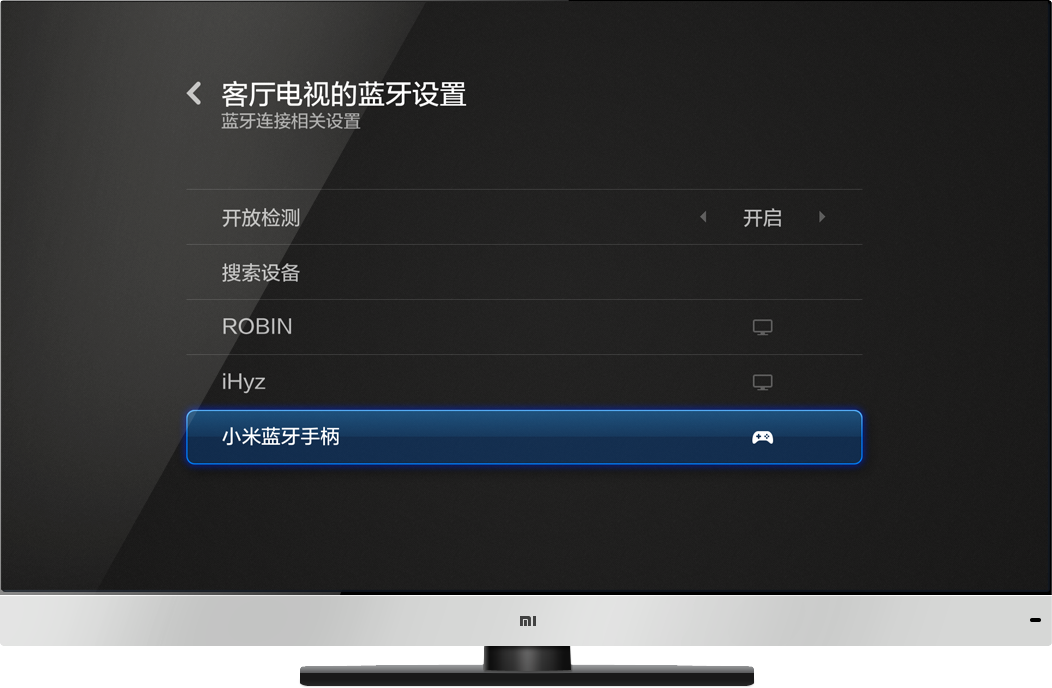 客厅电视的蓝牙设置
蓝牙连接相关设置
开放检测 开启
搜索设备
ROBIN
iHyz
小米蓝牙手柄
mi